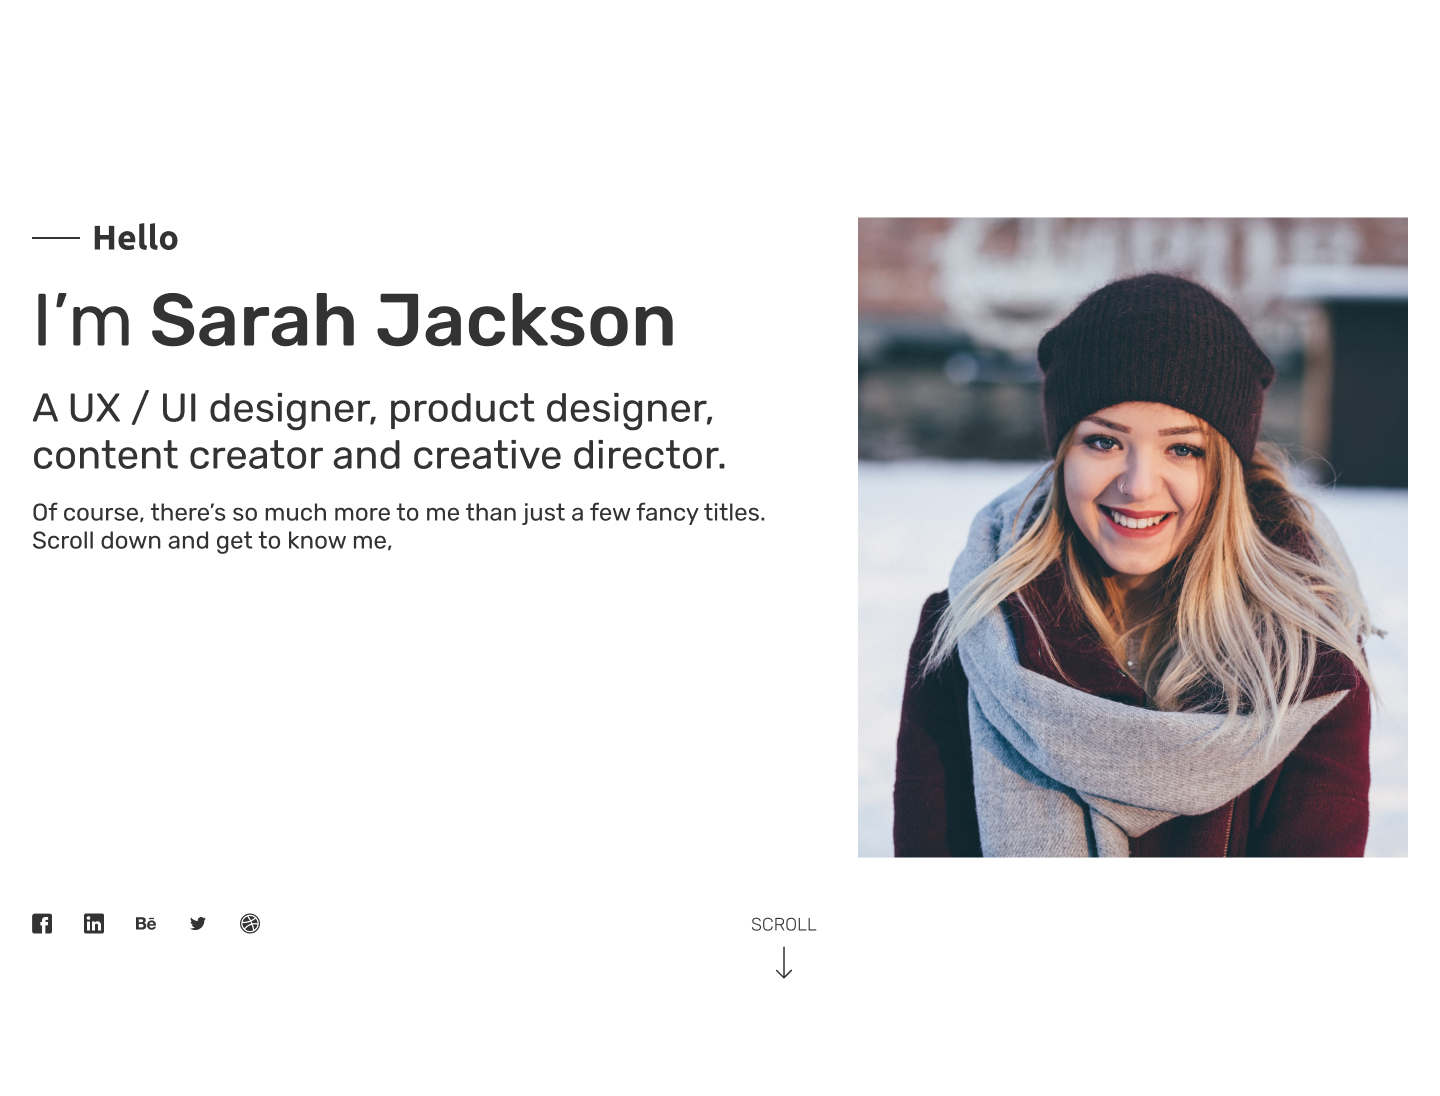 Hello
I’m Sarah Jackson
A UX / UI designer, product designer,
content creator and creative director.
Of course, there’s so much more to me than just a few fancy titles.
Scroll down and get to know me,
in Bē
SCROLL